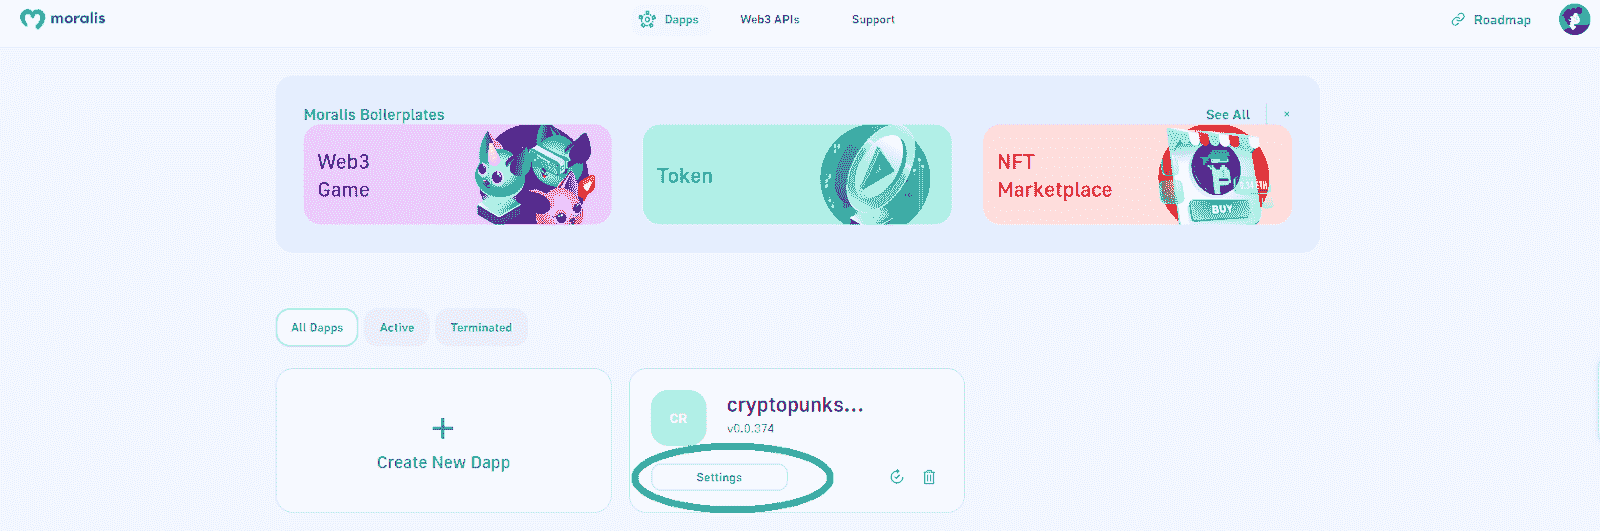 moralis
Dapps
Web3 APIs
Support
Roadmap
Moralis Boilerplates
See All
×
Web3
Game
Token
NFT
Marketplace
BUY
All Dapps
Active
Terminated
+
Create New Dapp
CR
cryptopunks...
v0.0.374
Settings